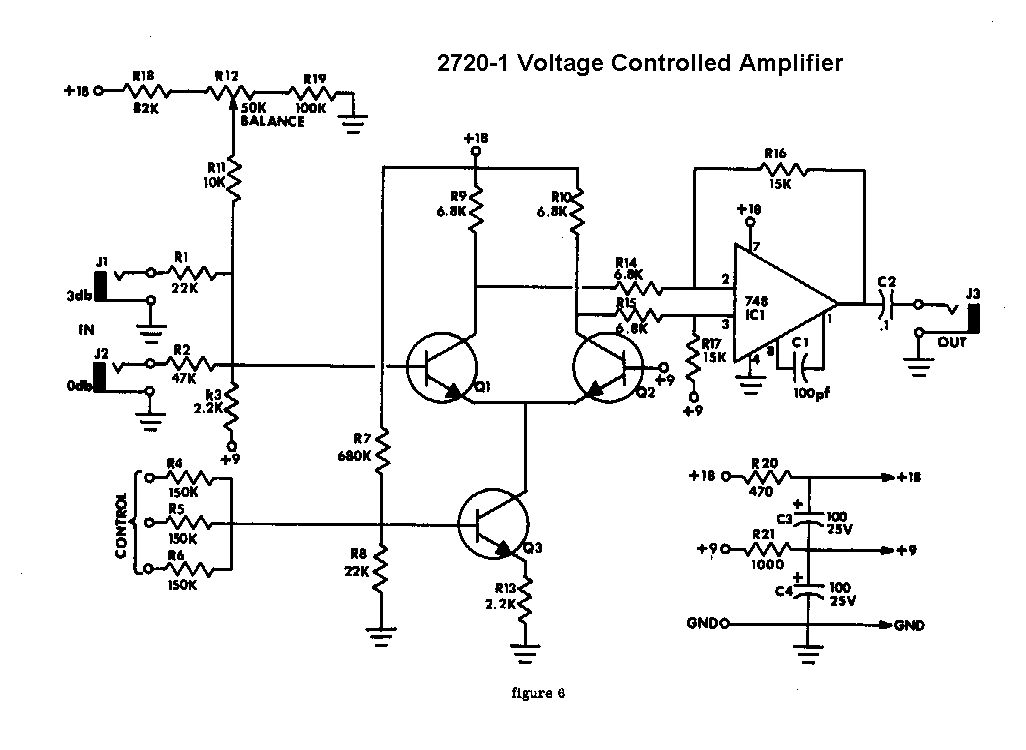 2720-1 Voltage Controlled Amplifier
+18
R18
82K
R12
50K
BALANCE
R19
100K
R11
10K
J1
3db
R1
22K
IN
J2
0db
R2
47K
R3
2.2K
+9
CONTROL
R4
150K
R5
150K
R6
150K
+18
R9
6.8K
R10
6.8K
R7
680K
R8
22K
Q1
Q2
+9
Q3
R13
2.2K
R14
6.8K
R15
6.8K
R16
15K
+18
7
2
3
748
IC1
4
8
1
C1
100pf
R17
15K
+9
C2
.1
J3
OUT
+18
R20
470
+18
+
C3
100
25V
+9
R21
1000
+9
+
C4
100
25V
GND
GND
figure 6